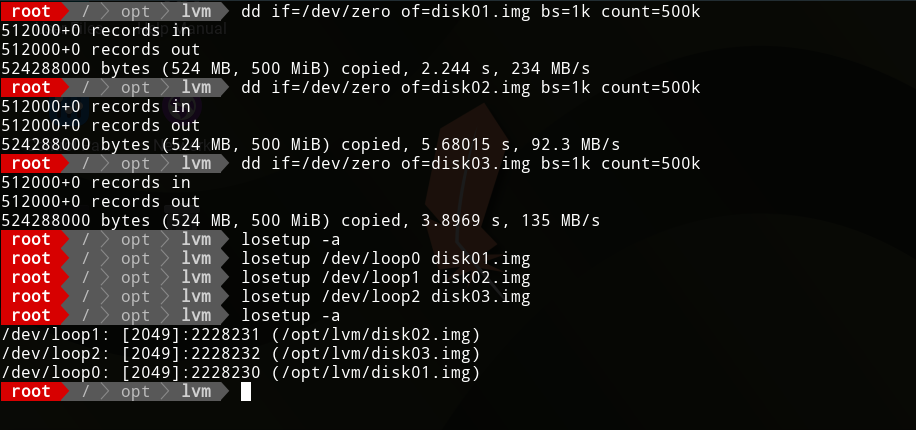 root / opt lvm dd if=/dev/zero of=disk01.img bs=1k count=500k
512000+0 records in
512000+0 records out
524288000 bytes (524 MB, 500 MiB) copied, 2.244 s, 234 MB/s
root / opt lvm dd if=/dev/zero of=disk02.img bs=1k count=500k
512000+0 records in
512000+0 records out
524288000 bytes (524 MB, 500 MiB) copied, 5.68015 s, 92.3 MB/s
root / opt lvm dd if=/dev/zero of=disk03.img bs=1k count=500k
512000+0 records in
512000+0 records out
524288000 bytes (524 MB, 500 MiB) copied, 3.8969 s, 135 MB/s
root / opt lvm losetup -a
root / opt lvm losetup /dev/loop0 disk01.img
root / opt lvm losetup /dev/loop1 disk02.img
root / opt lvm losetup /dev/loop2 disk03.img
root / opt lvm losetup -a
/dev/loop1: [2049]:2228231 (/opt/lvm/disk02.img)
/dev/loop2: [2049]:2228232 (/opt/lvm/disk03.img)
/dev/loop0: [2049]:2228230 (/opt/lvm/disk01.img)
root / opt lvm